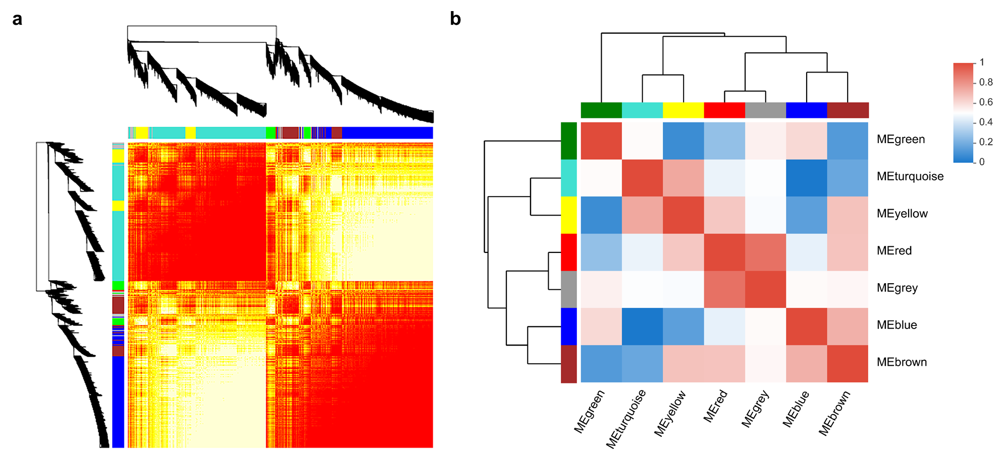 a
b
1
0.8
0.6
0.4
0.2
0
MEgreen
MEturquoise
MEyellow
MEred
MEgrey
MEblue
MEbrown
MEgreen
MEturquoise
MEyellow
MEred
MEgrey
MEblue
MEbrown